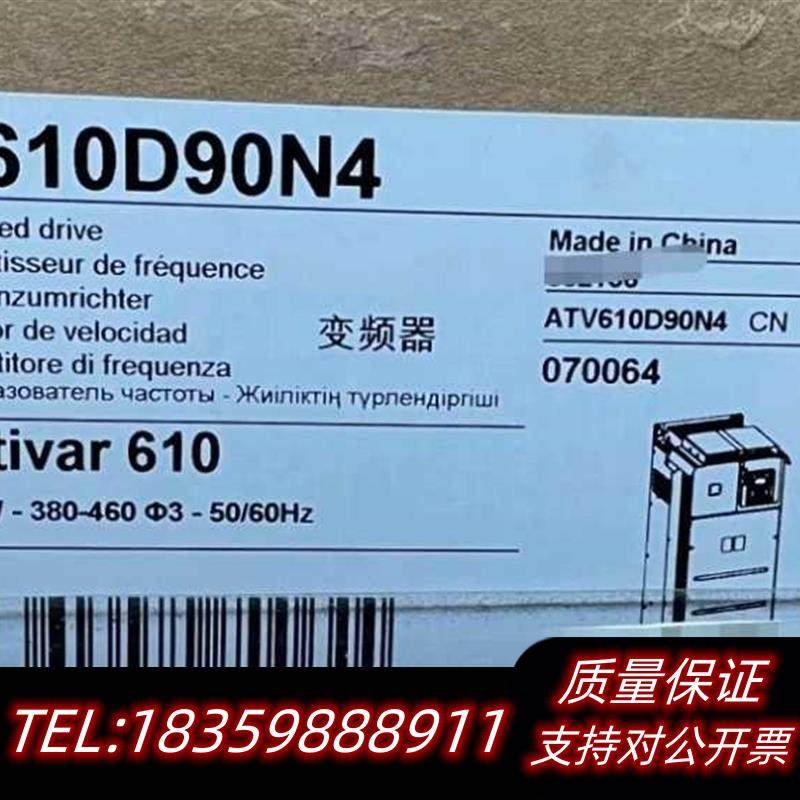 610D90N4
ed drive
tisseur de fréquence
nzumrichter
or de velocidad
titore di frequenza
азователь частоты - Жиіліктің түрлендіргіші
变频器
Made in China
ATV610D90N4 CN
070064
tivar 610
- 380-460 Φ3 - 50/60Hz
质量保证
TEL:18359888911
支持对公开票